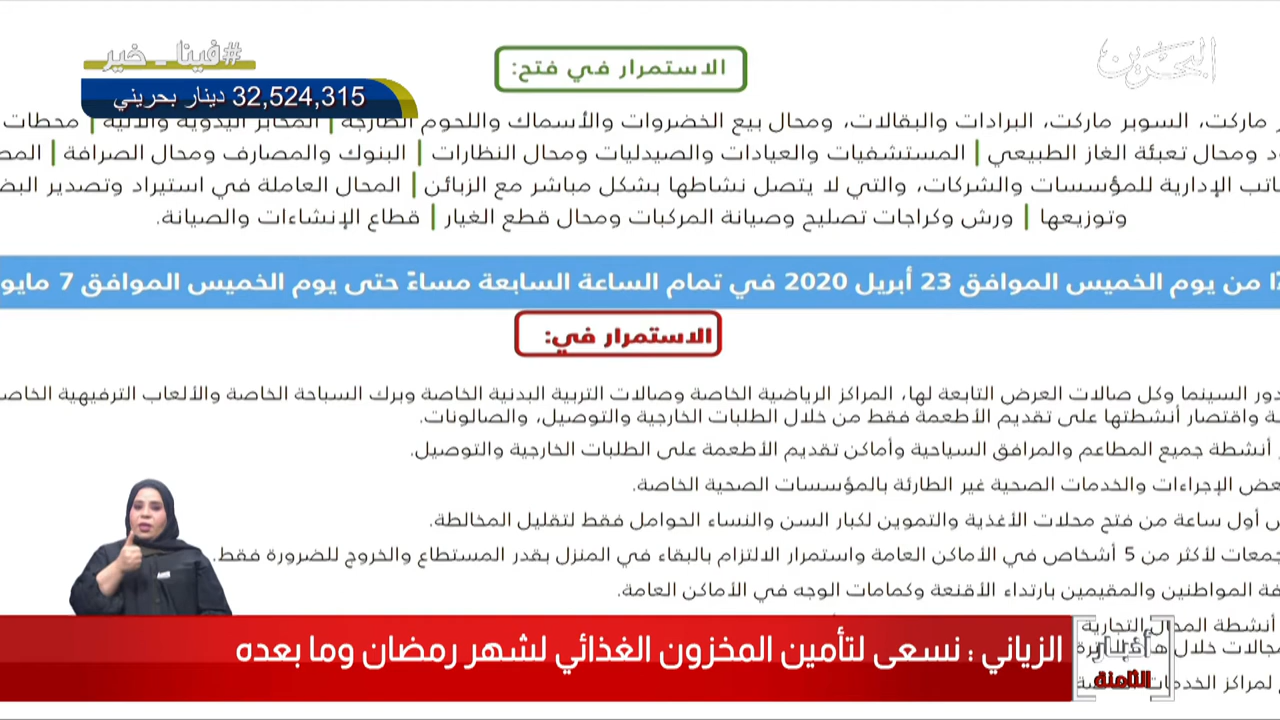 #فينا_خير
32,524,315 دينار بحريني
البحرين
الاستمرار في فتح:
ماركت، السوبر ماركت، البرادات والبقالات، ومحال بيع الخضروات والأسماك واللحوم الطازجة | المخابز اليدوية والآلية | محطات
ومحال تعبئة الغاز الطبيعي | المستشفيات والعيادات والصيدليات ومحال النظارات | البنوك والمصارف ومحال الصرافة |
الإدارية للمؤسسات والشركات، والتي لا يتصل نشاطها بشكل مباشر مع الزبائن | المحال العاملة في استيراد وتصدير
وتوزيعها | ورش وكراجات تصليح وصيانة المركبات ومحال قطع الغيار | قطاع الإنشاءات والصيانة.
من يوم الخميس الموافق 23 أبريل 2020 في تمام الساعة السابعة مساءً حتى يوم الخميس الموافق 7 مايو
الاستمرار في:
دور السينما وكل صالات العرض التابعة لها، المراكز الرياضية الخاصة وصالات التربية البدنية الخاصة وبرك السباحة الخاصة والألعاب الترفيهية
واقتصار أنشطتها على تقديم الأطعمة فقط من خلال الطلبات الخارجية والتوصيل، والصالونات.
أنشطة جميع المطاعم والمرافق السياحية وأماكن تقديم الأطعمة على الطلبات الخارجية والتوصيل.
الإجراءات والخدمات الصحية غير الطارئة بالمؤسسات الصحية الخاصة.
أول ساعة من فتح محلات الأغذية والتموين لكبار السن والنساء الحوامل فقط لتقليل المخالطة.
لأكثر من 5 أشخاص في الأماكن العامة واستمرار الالتزام بالبقاء في المنزل بقدر المستطاع والخروج للضرورة فقط.
المواطنين والمقيمين بارتداء الأقنعة وكمامات الوجه في الأماكن العامة.
أنشطة المحال التجارية
خلال
لمراكز
أخبار الثامنة
الزياني : نسعى لتأمين المخزون الغذائي لشهر رمضان وما بعده